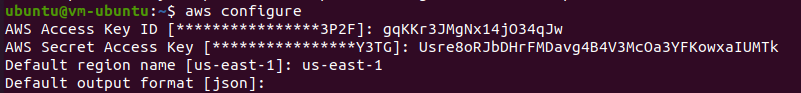 ubuntu@vm-ubuntu:~$ aws configure
AWS Access Key ID [****************3P2F]: gqKKr3JMgNx14jO34qJw
AWS Secret Access Key [****************Y3TG]: Usre8oRJbDHrFMDavg4B4V3McOa3YFKowxaIUMTk
Default region name [us-east-1]: us-east-1
Default output format [json]: